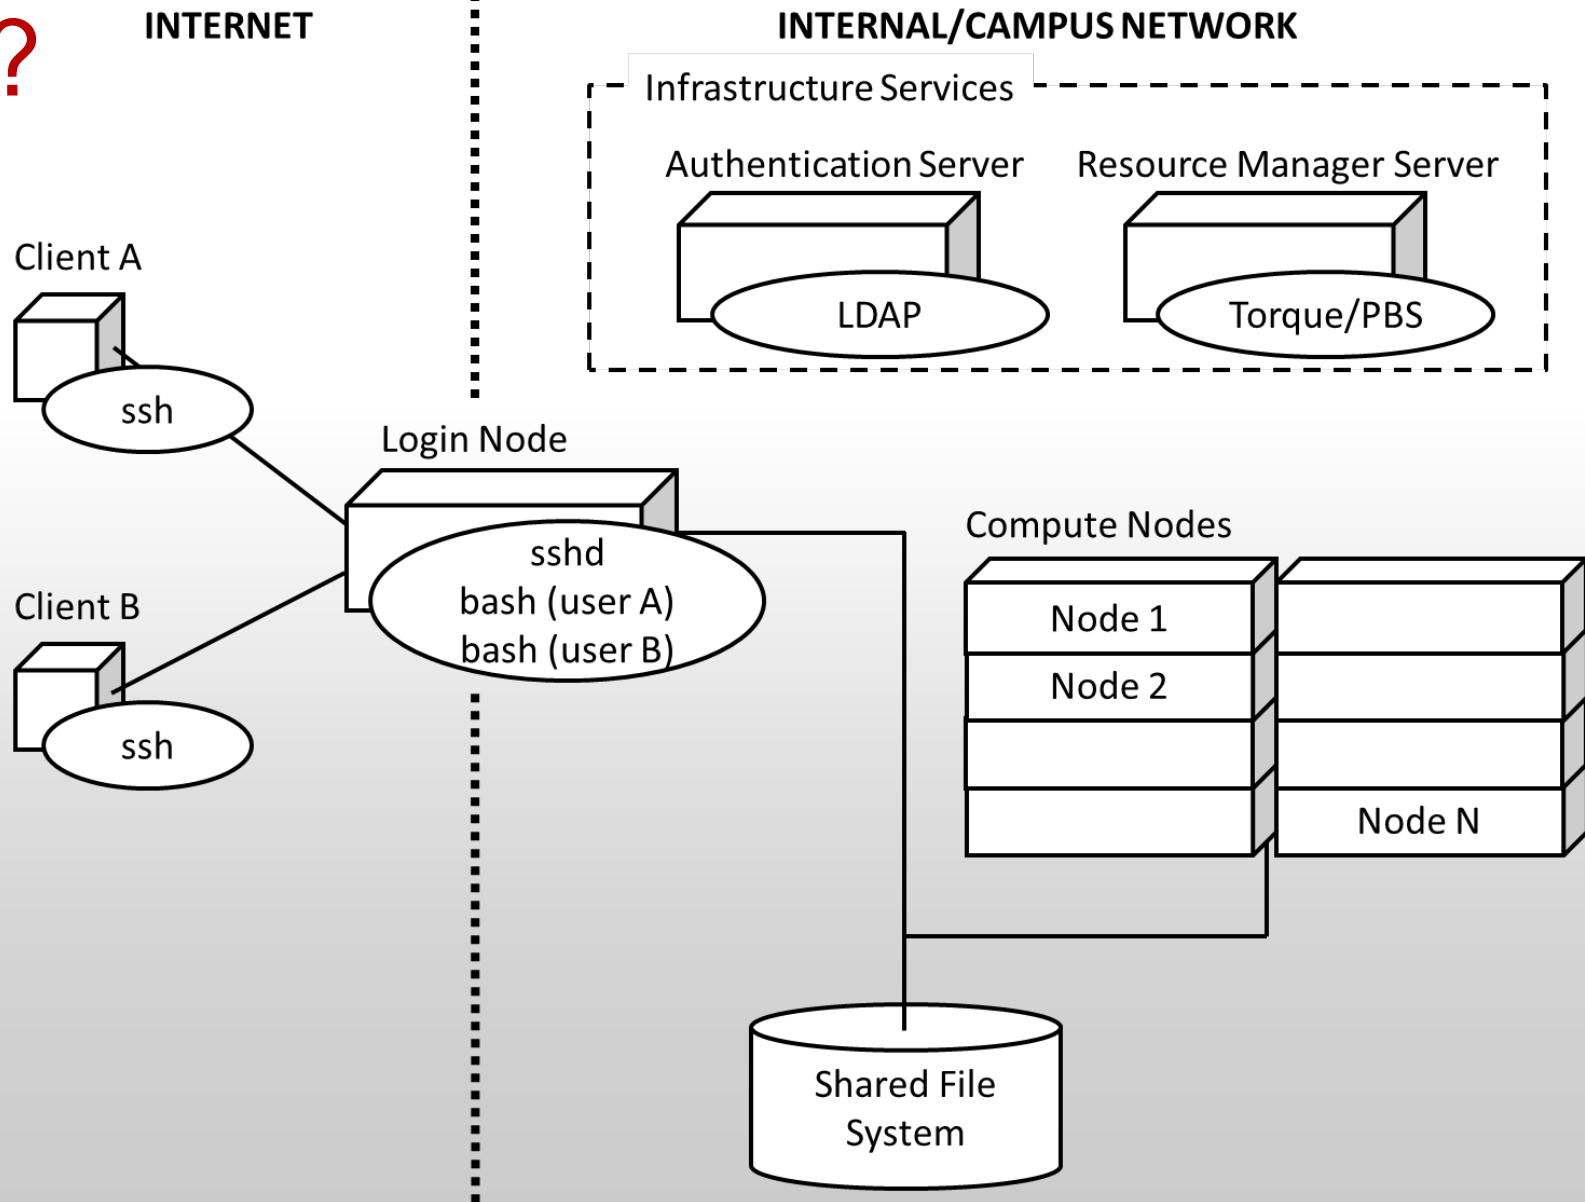 ?
INTERNET
INTERNAL/CAMPUS NETWORK
Infrastructure Services
Authentication Server
Resource Manager Server
LDAP
Torque/PBS
Client A
ssh
Login Node
sshd
bash (user A)
bash (user B)
Client B
ssh
Compute Nodes
Node 1
Node 2
Node N
Shared File
System